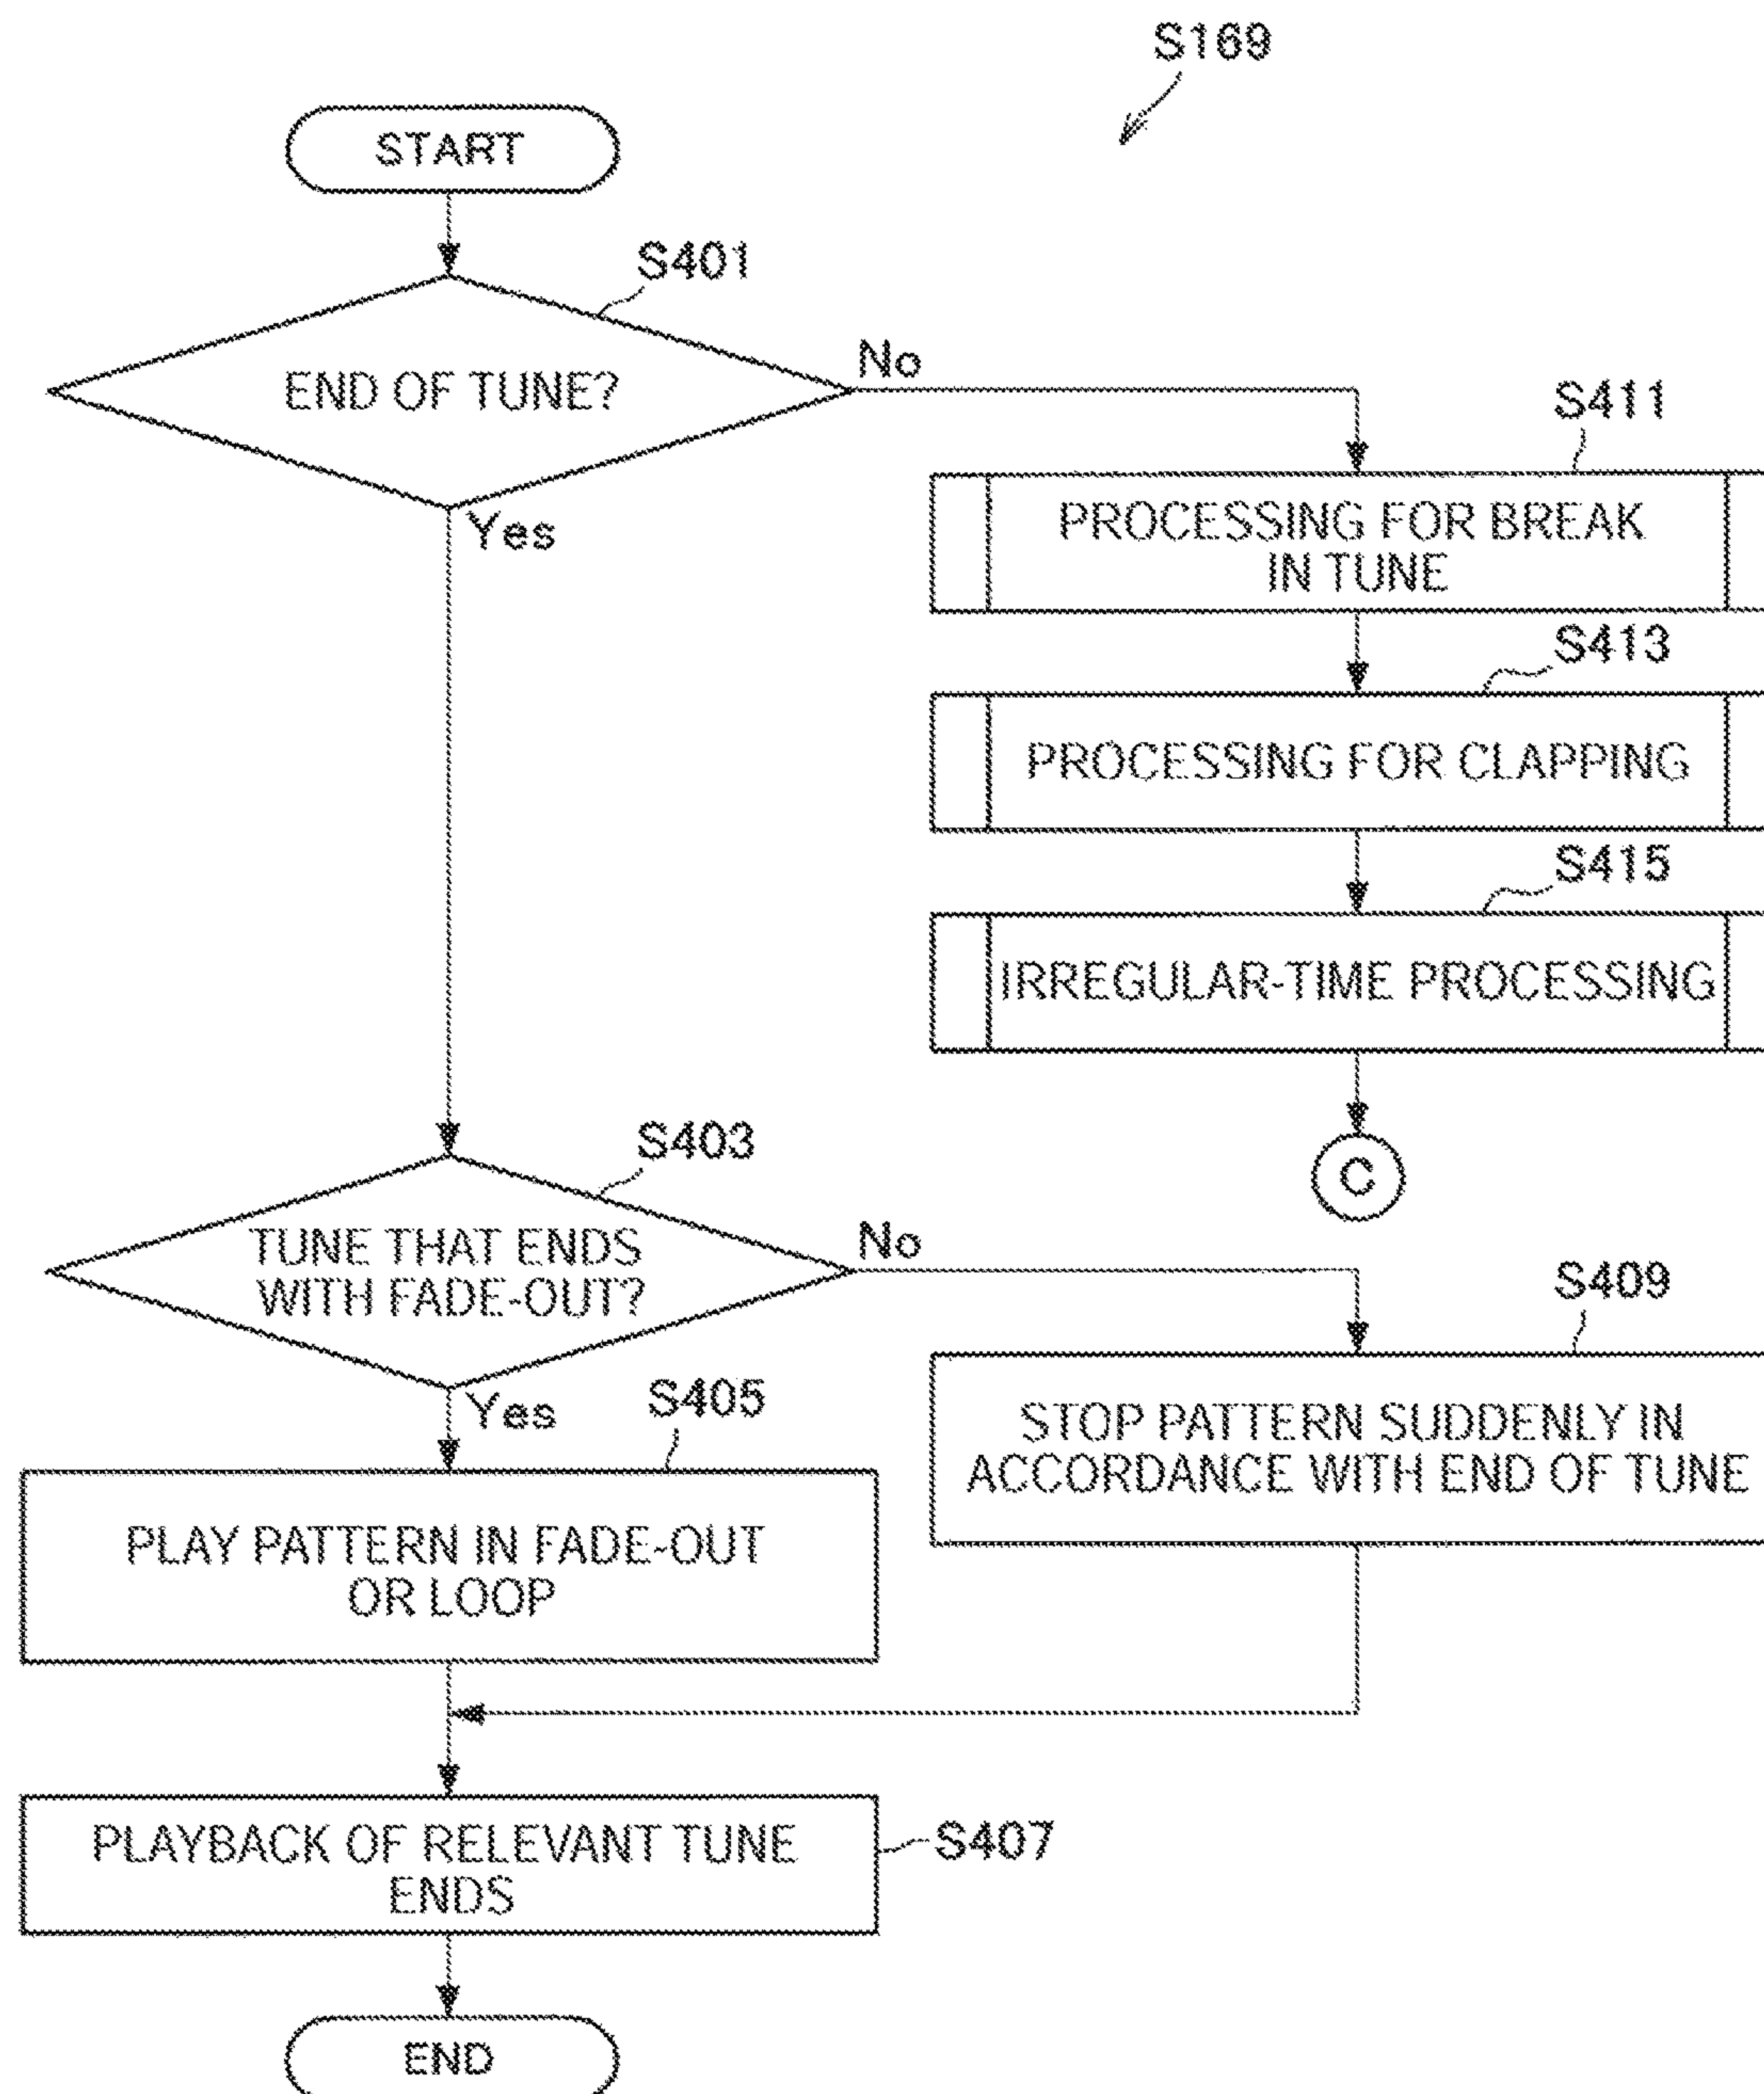 S169
START
S401
END OF TUNE?
No
Yes
S411
PROCESSING FOR BREAK
IN TUNE
S413
PROCESSING FOR CLAPPING
S415
IRREGULAR-TIME PROCESSING
C
S403
TUNE THAT ENDS
WITH FADE-OUT?
No
Yes
S409
STOP PATTERN SUDDENLY IN
ACCORDANCE WITH END OF TUNE
S405
PLAY PATTERN IN FADE-OUT
OR LOOP
PLAYBACK OF RELEVANT TUNE
ENDS
S407
END